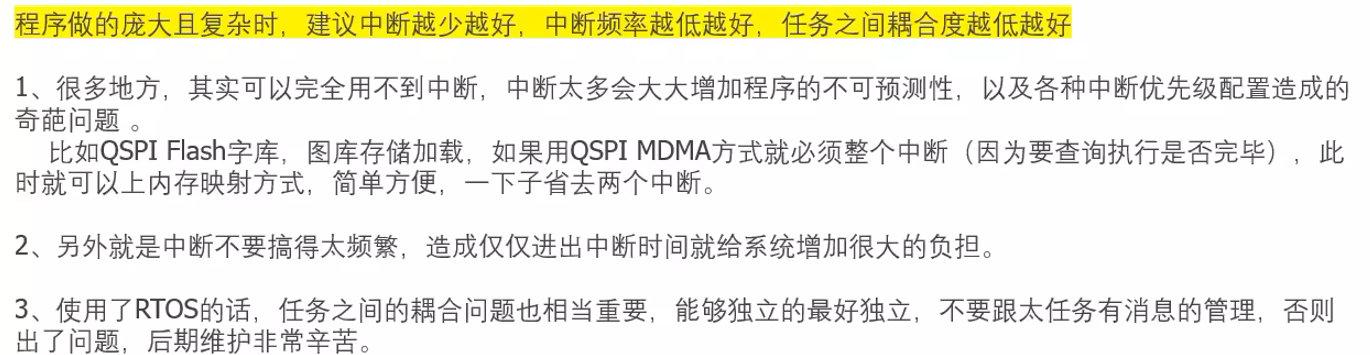 程序做的庞大且复杂时，建议中断越少越好，中断频率越低越好，任务之间耦合度越低越好
1、很多地方，其实可以完全用不到中断，中断太多会大大增加程序的不可预测性，以及各种中断优先级配置造成的
奇葩问题 。
比如QSPI Flash字库，图库存储加载，如果用QSPI MDMA方式就必须整个中断（因为要查询执行是否完毕），此
时就可以上内存映射方式，简单方便，一下子省去两个中断。
2、另外就是中断不要搞得太频繁，造成仅仅进出中断时间就给系统增加很大的负担。
3、使用了RTOS的话，任务之间的耦合问题也相当重要，能够独立的最好独立，不要跟太任务有消息的管理，否则
出了问题，后期维护非常辛苦。